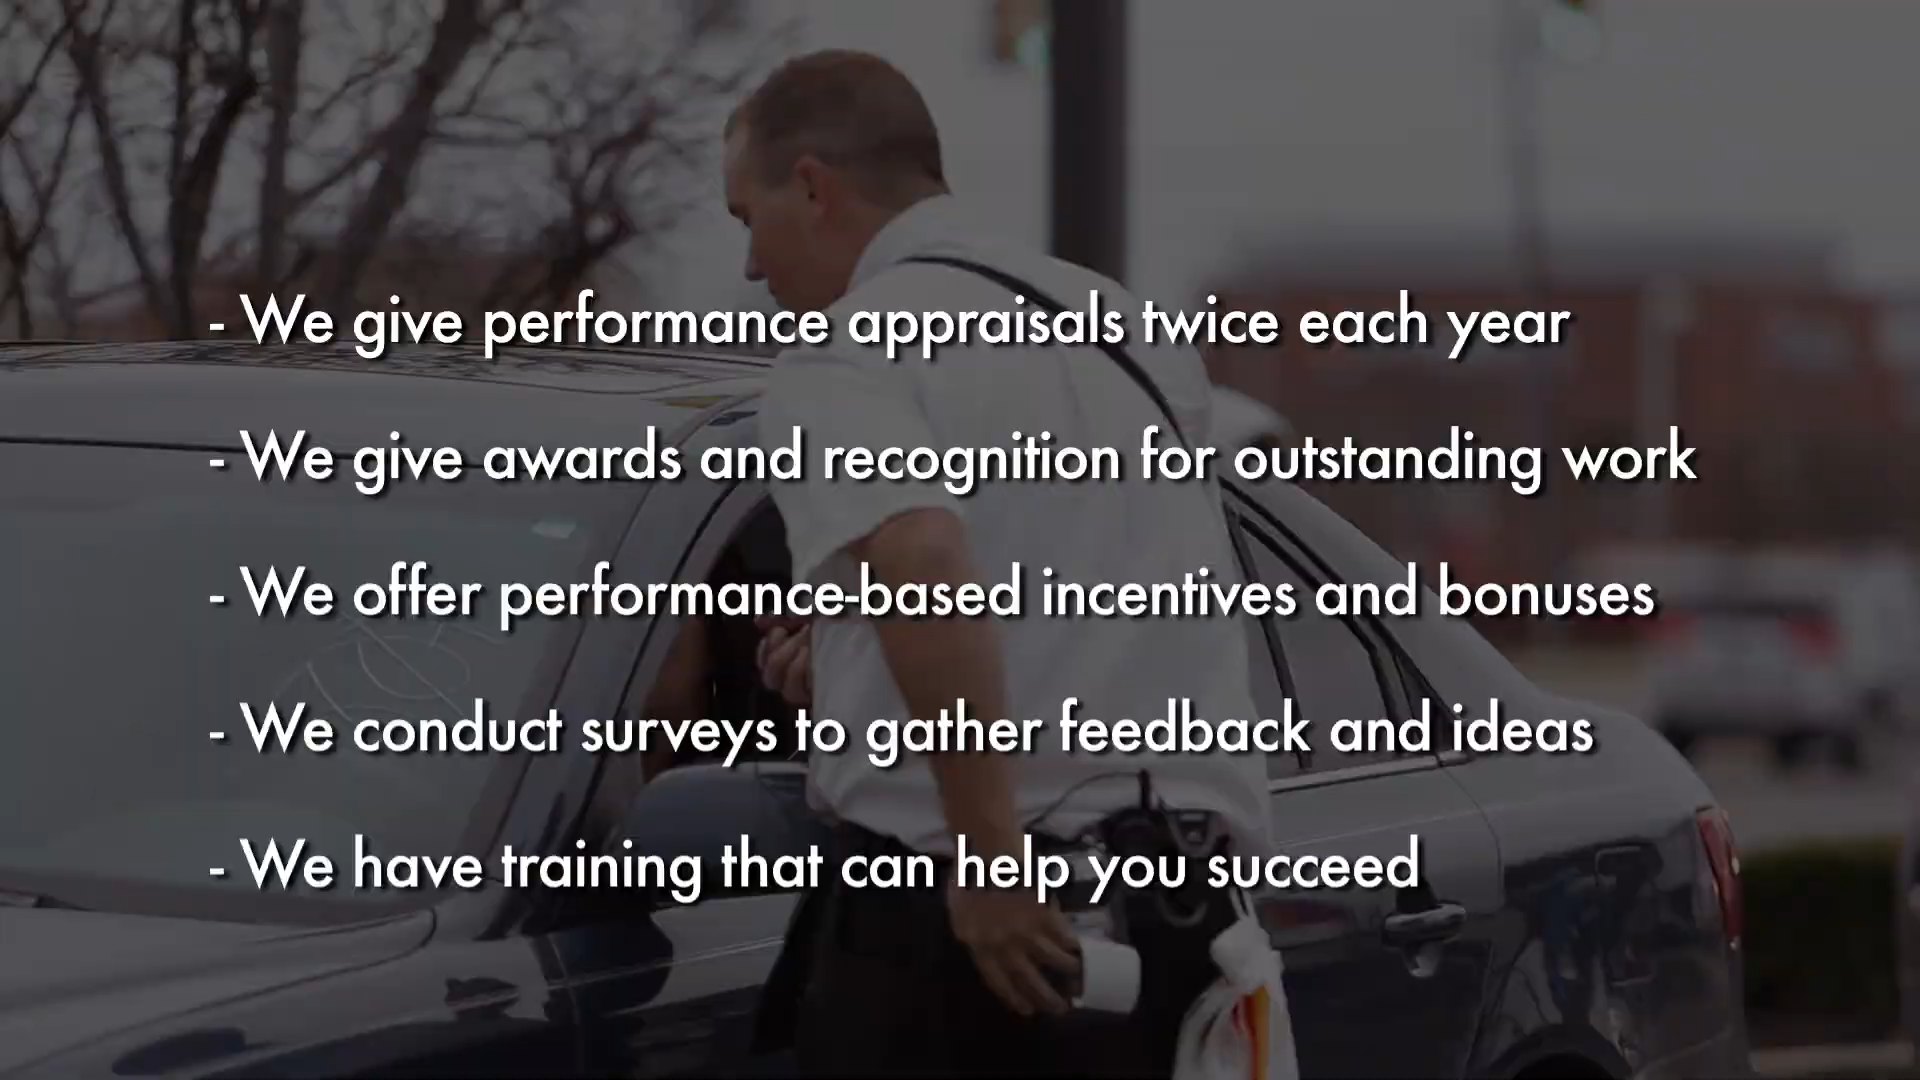 - We give performance appraisals twice each year
- We give awards and recognition for outstanding work
- We offer performance-based incentives and bonuses
- We conduct surveys to gather feedback and ideas
- We have training that can help you succeed